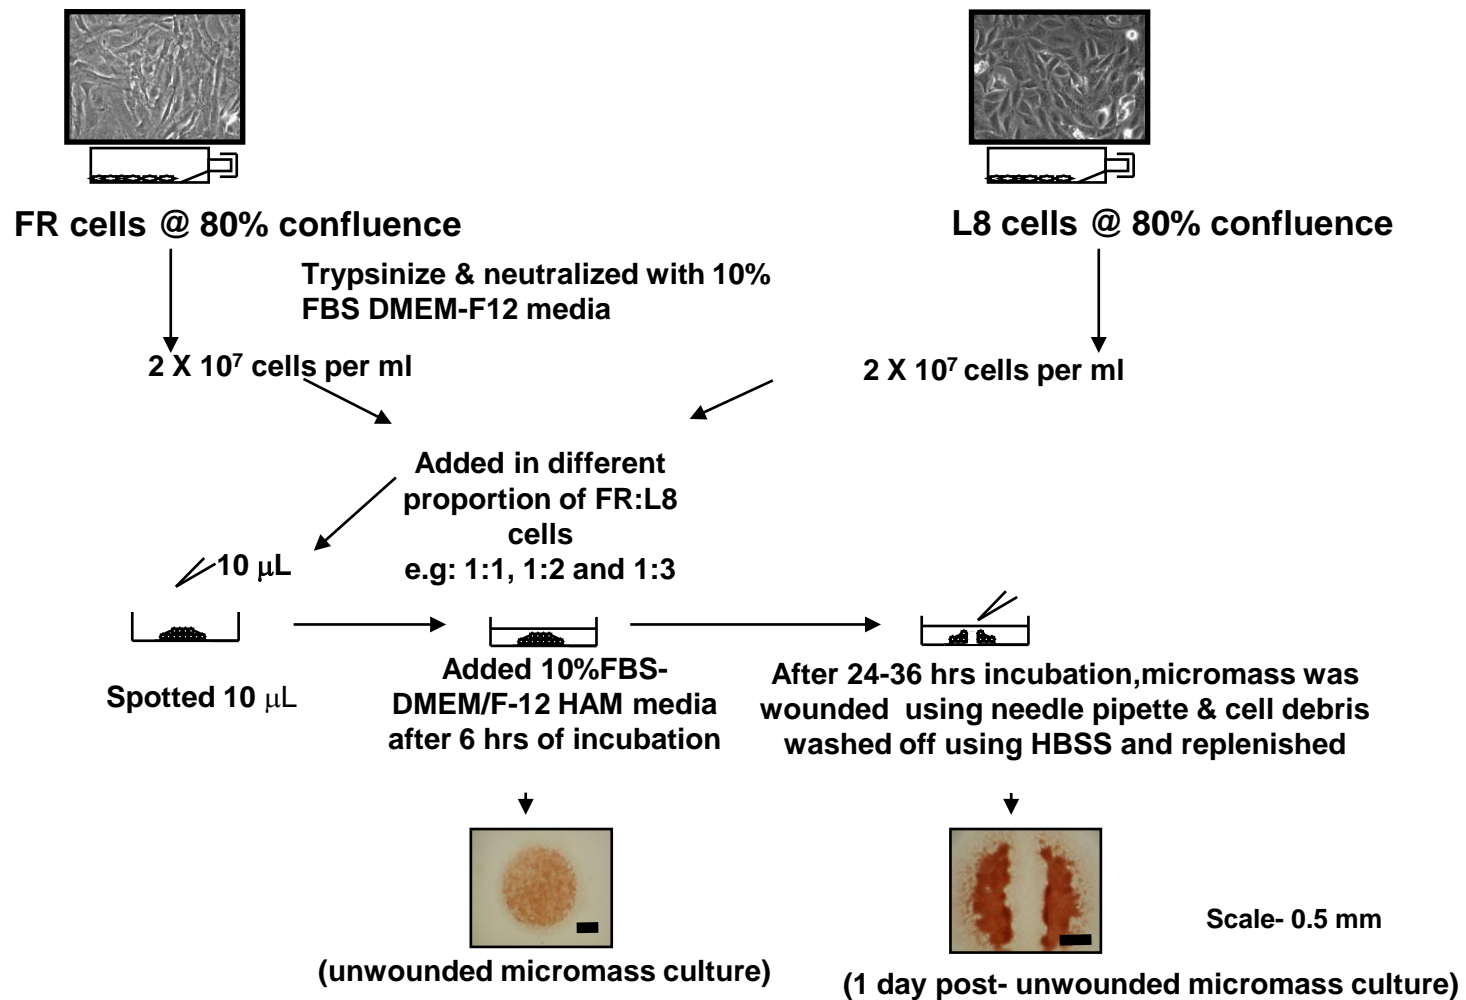 FR cells @ 80% confluence
L8 cells @ 80% confluence
Trypsinize & neutralized with 10%
FBS DMEM-F12 media
2 X 10⁷ cells per ml
2 X 10⁷ cells per ml
Added in different
proportion of FR:L8
cells
e.g: 1:1, 1:2 and 1:3
10 μL
Spotted 10 μL
Added 10%FBS-
DMEM/F-12 HAM media
after 6 hrs of incubation
After 24-36 hrs incubation,micromass was
wounded using needle pipette & cell debris
washed off using HBSS and replenished
Scale- 0.5 mm
(unwounded micromass culture)
(1 day post- unwounded micromass culture)